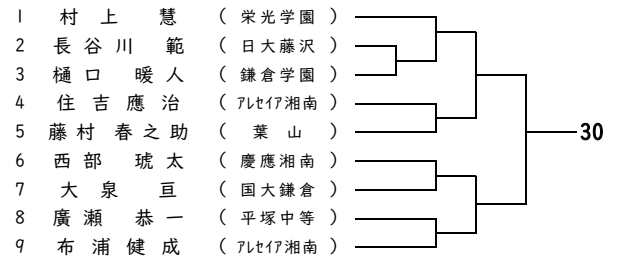 1 村上 慧 ( 栄光学園 )
2 長谷川 範 ( 日大藤沢 )
3 樋口 暖人 ( 鎌倉学園 )
4 住吉應治 ( アレセイア湘南 )
5 藤村 春之助 ( 葉山 )
6 西部 琥太 ( 慶應湘南 )
7 大泉 亘 ( 国大鎌倉 )
8 廣瀬 恭一 ( 平塚中等 )
9 布浦健成 ( アレセイア湘南 )
30